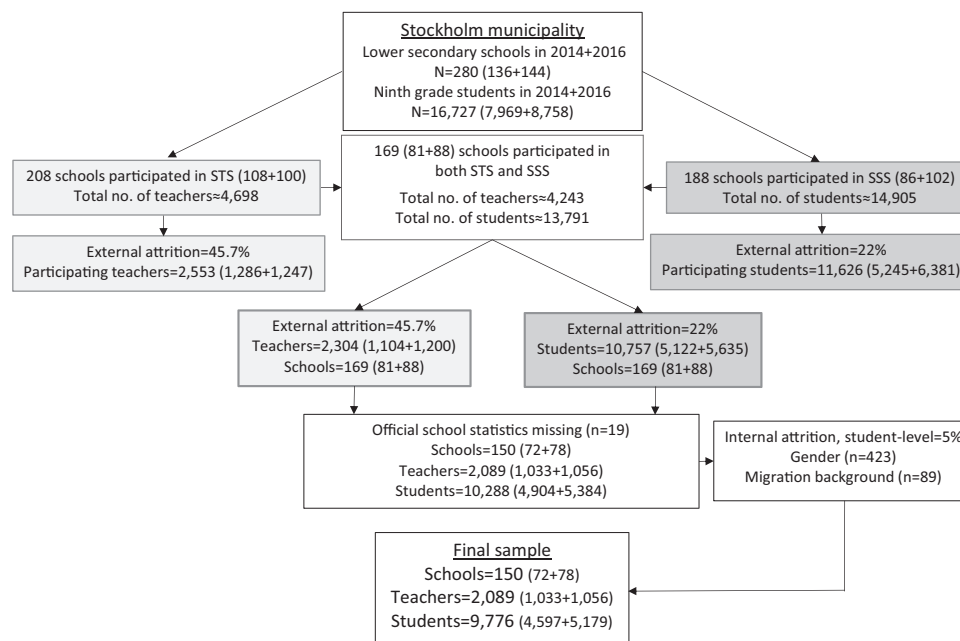 Stockholm municipality
Lower secondary schools in 2014+2016
N=280 (136+144)
Ninth grade students in 2014+2016
N=16,727 (7,969+8,758)
208 schools participated in STS (108+100)
Total no. of teachers≈4,698
169 (81+88) schools participated in
both STS and SSS
Total no. of teachers≈4,243
Total no. of students≈13,791
188 schools participated in SSS (86+102)
Total no. of students≈14,905
External attrition=45.7%
Participating teachers=2,553 (1,286+1,247)
External attrition=22%
Participating students=11,626 (5,245+6,381)
External attrition=45.7%
Teachers=2,304 (1,104+1,200)
Schools=169 (81+88)
External attrition=22%
Students=10,757 (5,122+5,635)
Schools=169 (81+88)
Official school statistics missing (n=19)
Schools=150 (72+78)
Teachers=2,089 (1,033+1,056)
Students=10,288 (4,904+5,384)
Internal attrition, student-level=5%
Gender (n=423)
Migration background (n=89)
Final sample
Schools=150 (72+78)
Teachers=2,089 (1,033+1,056)
Students=9,776 (4,597+5,179)